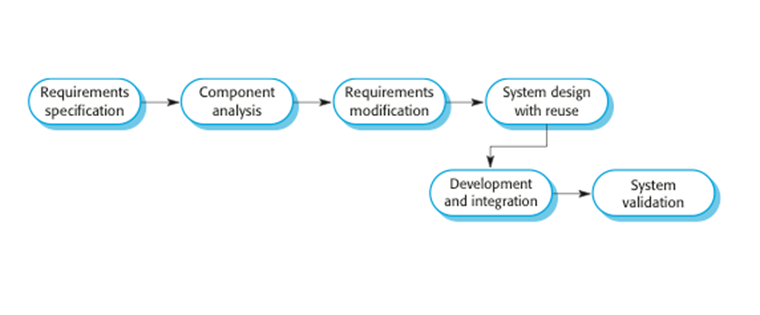 Requirements
specification
Component
analysis
Requirements
modification
System design
with reuse
Development
and integration
System
validation